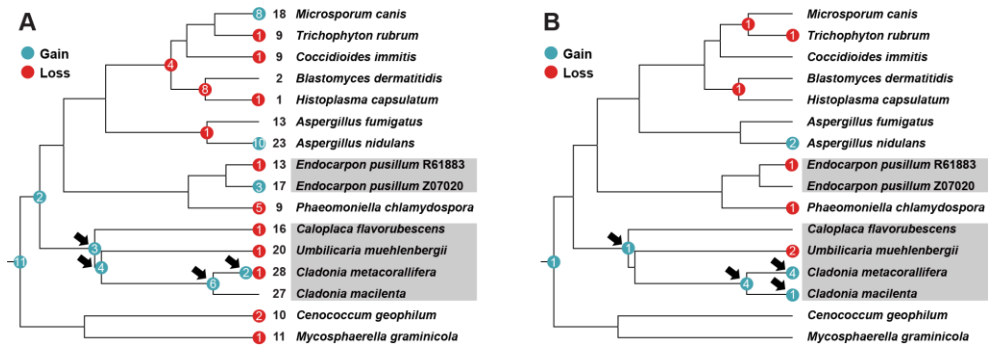 A
Gain
Loss
8 18 Microsporum canis
1 9 Trichophyton rubrum
1 9 Coccidioides immitis
4
2 Blastomyces dermatitidis
8
1 1 Histoplasma capsulatum
13 Aspergillus fumigatus
1
10 23 Aspergillus nidulans
1 13 Endocarpon pusillum R61883
3 17 Endocarpon pusillum Z07020
2
5 9 Phaeomoniella chlamydospora
1 16 Caloplaca flavorubescens
3
1 20 Umbilicaria muehlenbergii
11
4
2 1 28 Cladonia metacorallifera
6
27 Cladonia macilenta
2 10 Cenococcum geophilum
1 11 Mycosphaerella graminicola
B
Gain
Loss
Microsporum canis
1
1 Trichophyton rubrum
Coccidioides immitis
Blastomyces dermatitidis
1
Histoplasma capsulatum
Aspergillus fumigatus
2 Aspergillus nidulans
1 Endocarpon pusillum R61883
Endocarpon pusillum Z07020
1 Phaeomoniella chlamydospora
Caloplaca flavorubescens
1
2 Umbilicaria muehlenbergii
1
4 Cladonia metacorallifera
4
1 Cladonia macilenta
Cenococcum geophilum
Mycosphaerella graminicola